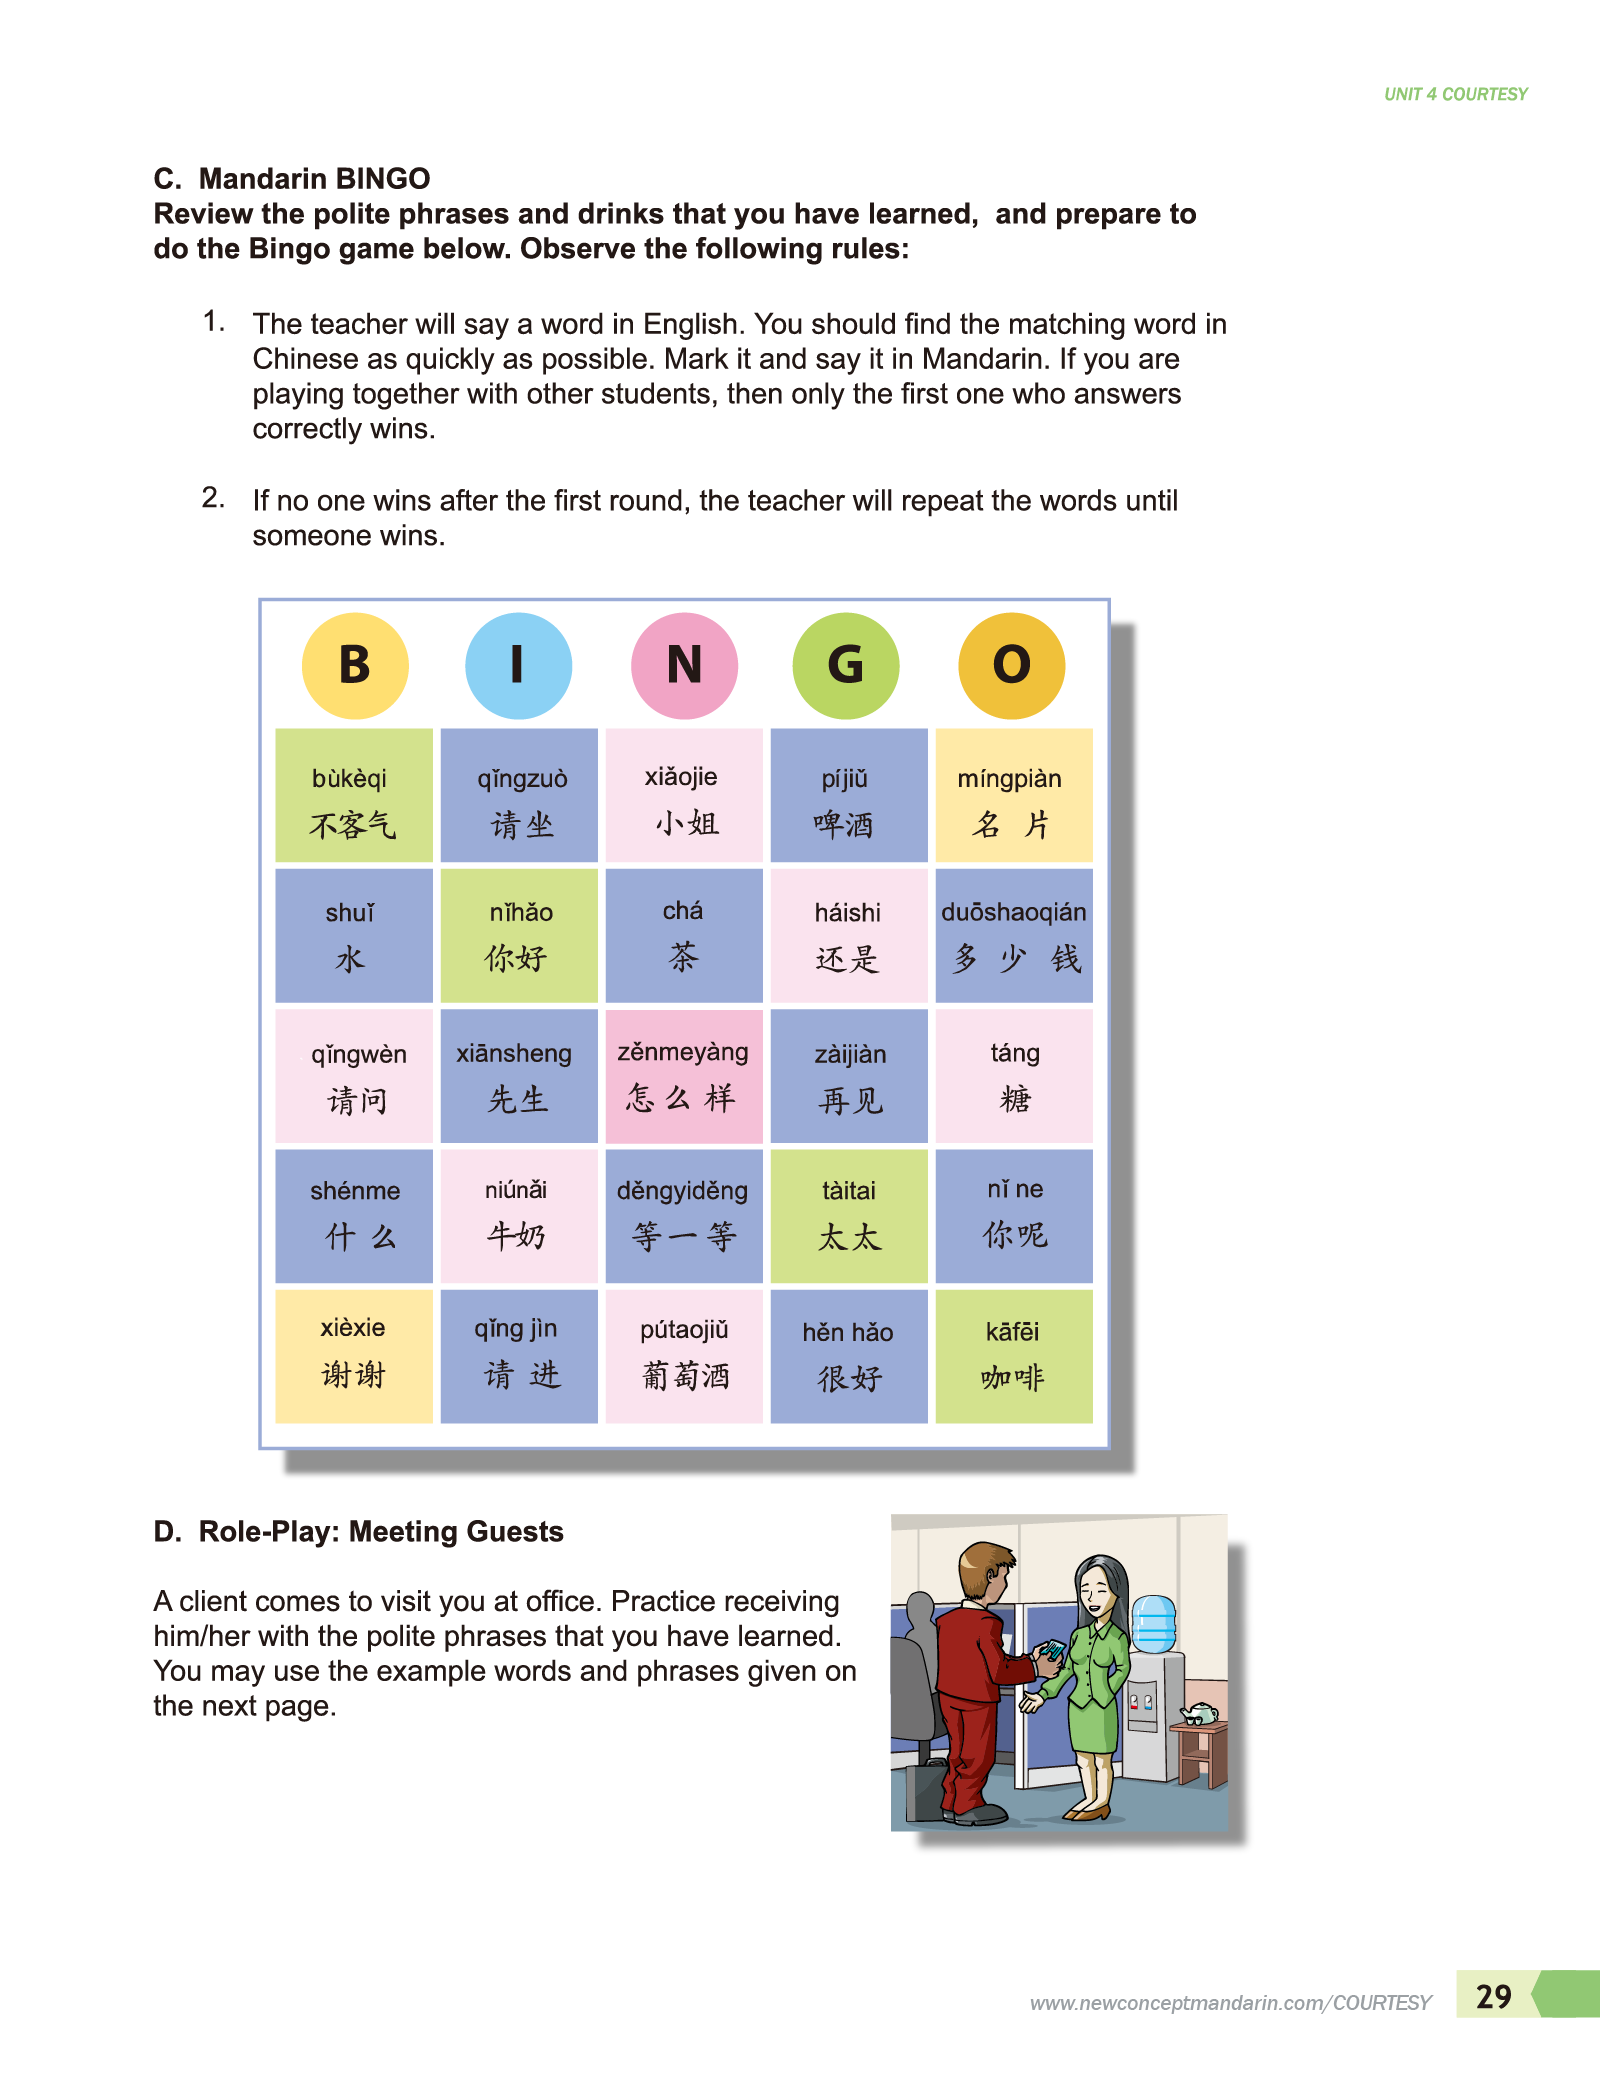 UNIT 4 COURTESY
C. Mandarin BINGO
Review the polite phrases and drinks that you have learned, and prepare to
do the Bingo game below. Observe the following rules:
1. The teacher will say a word in English. You should find the matching word in
Chinese as quickly as possible. Mark it and say it in Mandarin. If you are
playing together with other students, then only the first one who answers
correctly wins.
2. If no one wins after the first round, the teacher will repeat the words until
someone wins.
B I N G O
bùkèqi qǐngzuò xiǎojie píjiǔ míngpiàn
不客气 请坐 小姐 啤酒 名片
shuǐ nǐhǎo chá háishi duōshaoqián
水 你好 茶 还是 多少钱
qǐngwèn xiānsheng zěnmeyàng zàijiàn táng
请问 先生 怎么样 再见 糖
shénme niúnǎi děngyiděng tàitai nǐ ne
什么 牛奶 等一等 太太 你呢
xièxie qǐng jìn pútaojiǔ hěn hǎo kāfēi
谢谢 请进 葡萄酒 很好 咖啡
D. Role-Play: Meeting Guests
A client comes to visit you at office. Practice receiving
him/her with the polite phrases that you have learned.
You may use the example words and phrases given on
the next page.
www.newconceptmandarin.com/COURTESY 29